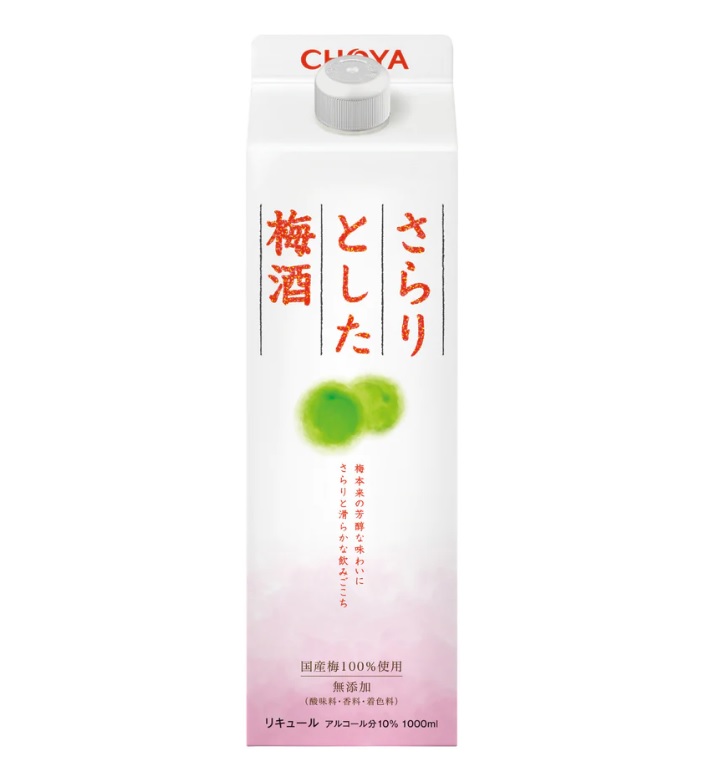 CHOYA
さらり
とした
梅酒
梅本来の芳醇な味わいに
さらりと滑らかな飲みごこち
国産梅100%使用
無添加
(酸味料・香料・着色料)
リキュール アルコール分10% 1000ml